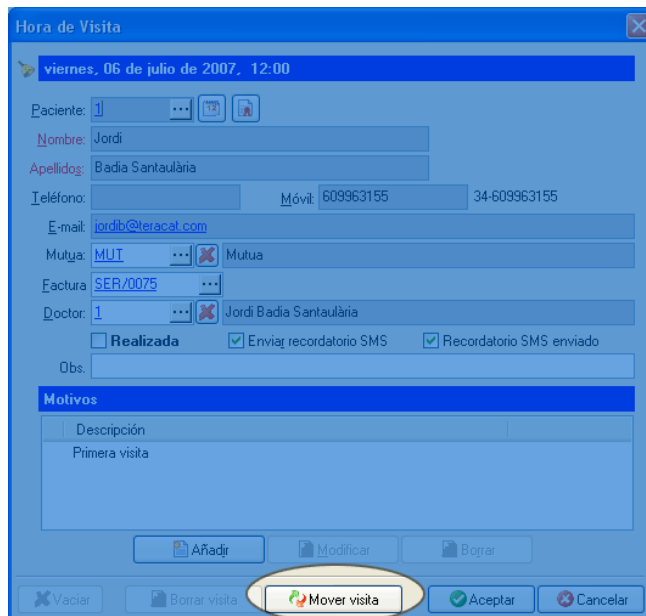 Hora de Visita
viernes, 06 de julio de 2007, 12:00
Paciente: 1 ... 12
Nombre: Jordi
Apellidos: Badia Santaulària
Teléfono: Móvil: 609963155 34-609963155
E-mail: jordib@teracat.com
Mutua: MUT ... Mutua
Factura SER/0075 ...
Doctor: 1 ... Jordi Badia Santaulària
Realizada Enviar recordatorio SMS Recordatorio SMS enviado
Obs.
Motivos
Descripción
Primera visita
Añadir Modificar Borrar
Vaciar Borrar visita Mover visita Aceptar Cancelar